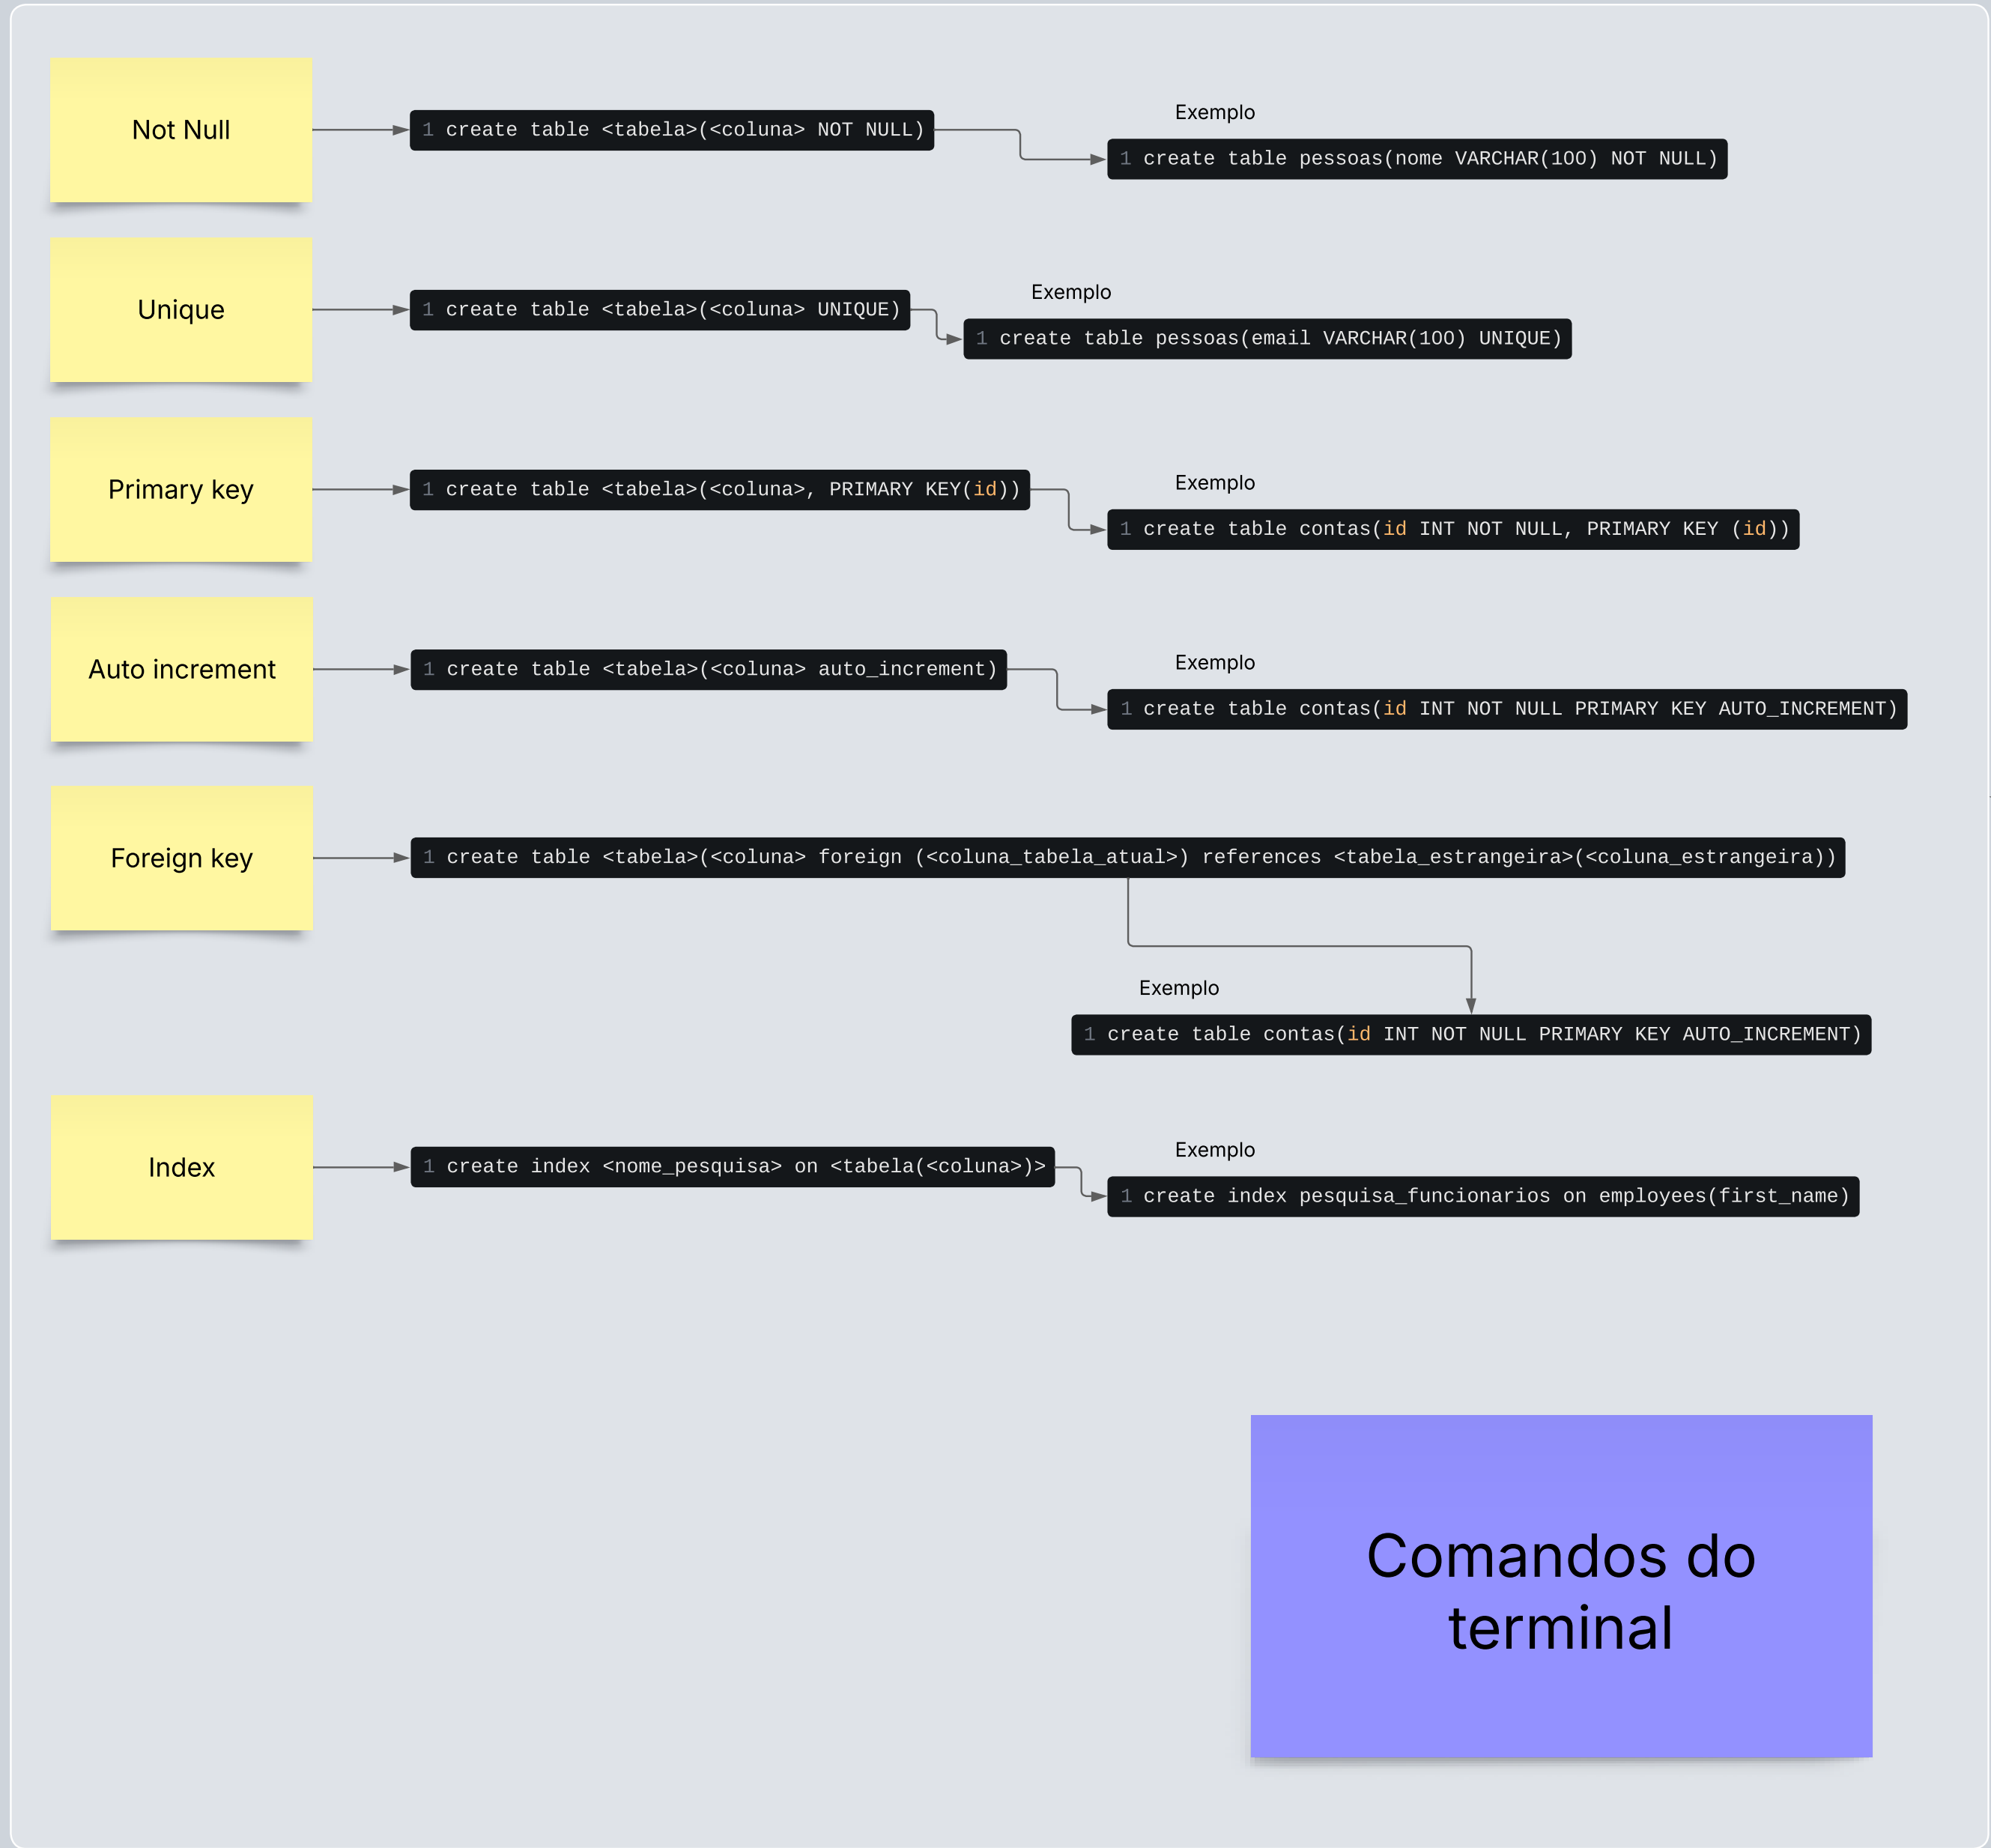 Not Null
1 create table <tabela>(<coluna> NOT NULL)
Exemplo
1 create table pessoas(nome VARCHAR(100) NOT NULL)
Unique
1 create table <tabela>(<coluna> UNIQUE)
Exemplo
1 create table pessoas(email VARCHAR(100) UNIQUE)
Primary key
1 create table <tabela>(<coluna>, PRIMARY KEY(id))
Exemplo
1 create table contas(id INT NOT NULL, PRIMARY KEY (id))
Auto increment
1 create table <tabela>(<coluna> auto_increment)
Exemplo
1 create table contas(id INT NOT NULL PRIMARY KEY AUTO_INCREMENT)
Foreign key
1 create table <tabela>(<coluna> foreign (<coluna_tabela_atual>) references <tabela_estrangeira>(<coluna_estrangeira))
Exemplo
1 create table contas(id INT NOT NULL PRIMARY KEY AUTO_INCREMENT)
Index
1 create index <nome_pesquisa> on <tabela(<coluna>)>
Exemplo
1 create index pesquisa_funcionarios on employees(first_name)
Comandos do
terminal